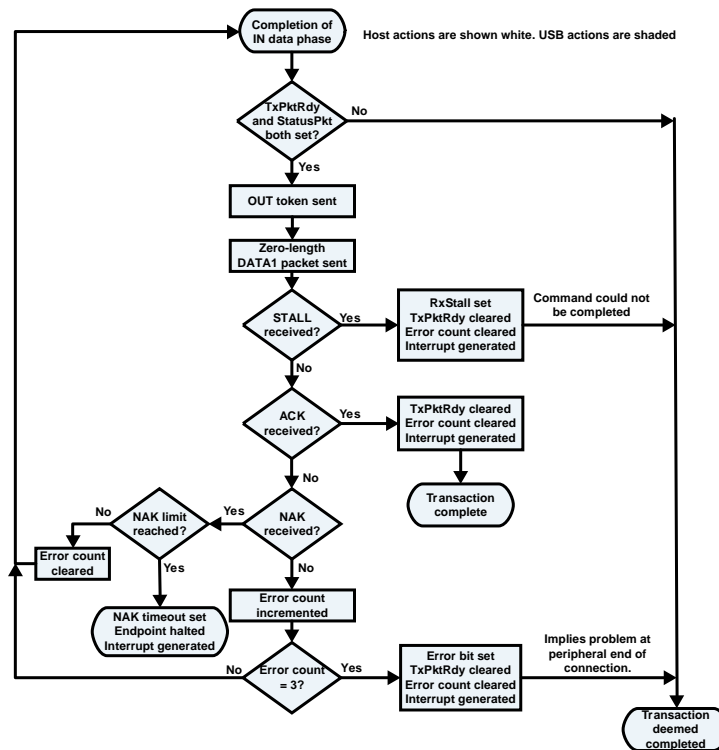 Completion of
IN data phase
Host actions are shown white. USB actions are shaded
TxPktRdy
and StatusPkt
both set?
No
Yes
OUT token sent
Zero-length
DATA1 packet sent
STALL
received?
Yes
RxStall set
TxPktRdy cleared
Error count cleared
Interrupt generated
Command could not
be completed
No
ACK
received?
Yes
TxPktRdy cleared
Error count cleared
Interrupt generated
Transaction
complete
No
NAK
received?
Yes
NAK limit
reached?
No
Error count
cleared
Yes
NAK timeout set
Endpoint halted
Interrupt generated
No
Error count
incremented
Error count
= 3?
No
Yes
Error bit set
TxPktRdy cleared
Error count cleared
Interrupt generated
Implies problem at
peripheral end of
connection.
Transaction
deemed
completed